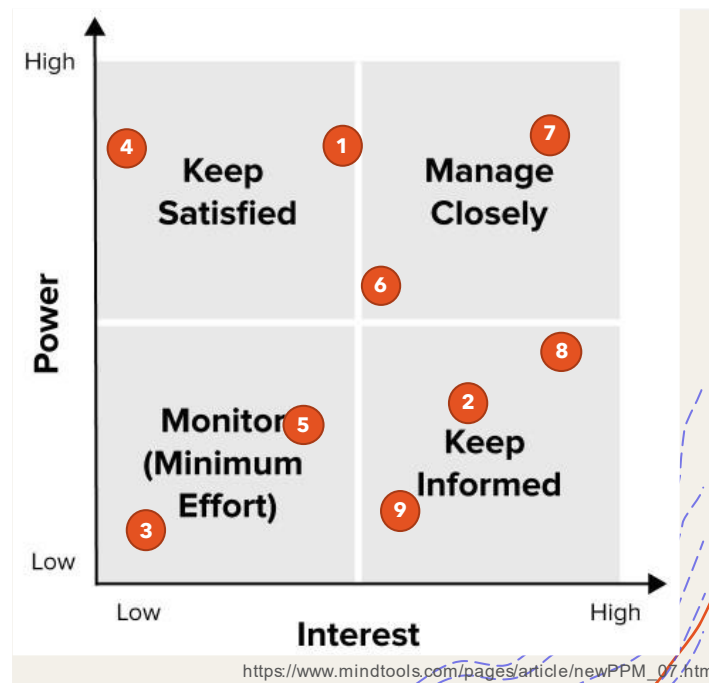 High
4
1
7
Keep
Satisfied
Manage
Closely
6
Power
8
2
Monitor
5
(Minimum
Effort)
Keep
Informed
9
3
Low
Low
High
Interest
https://www.mindtools.com/pages/article/newPPM_07.htm